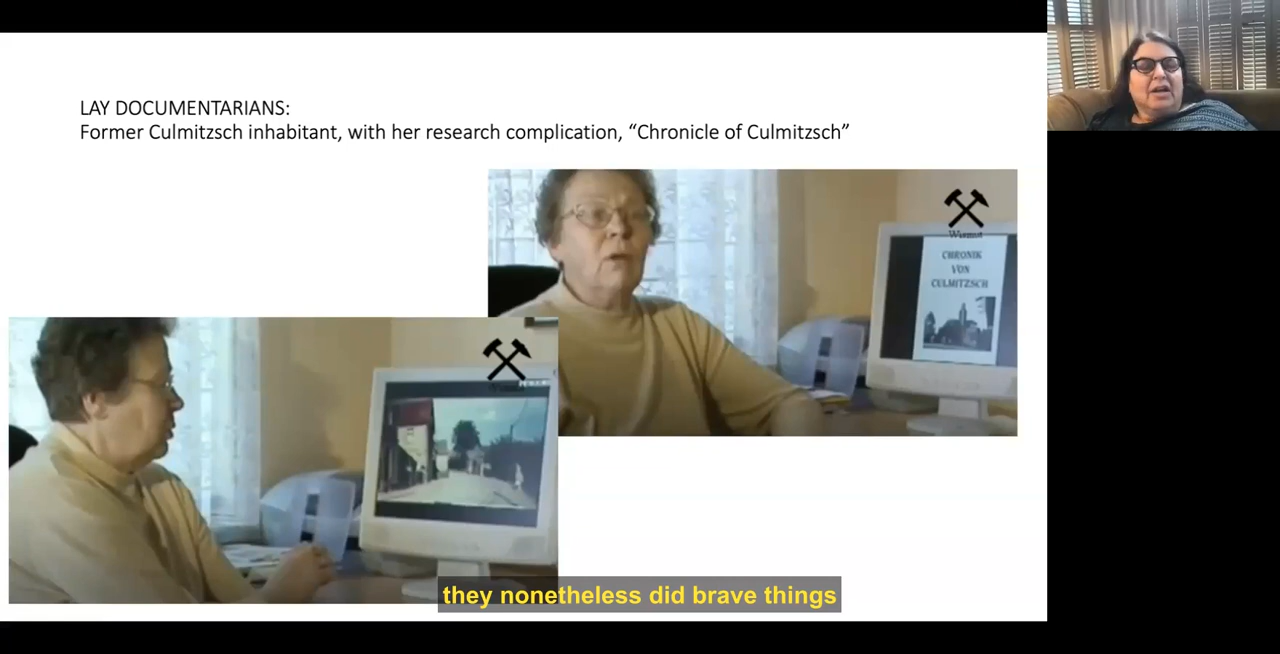 LAY DOCUMENTARIANS:
Former Culmitzsch inhabitant, with her research complication, “Chronicle of Culmitzsch”
Wismut
CHRONIK
VON
CULMITZSCH
they nonetheless did brave things